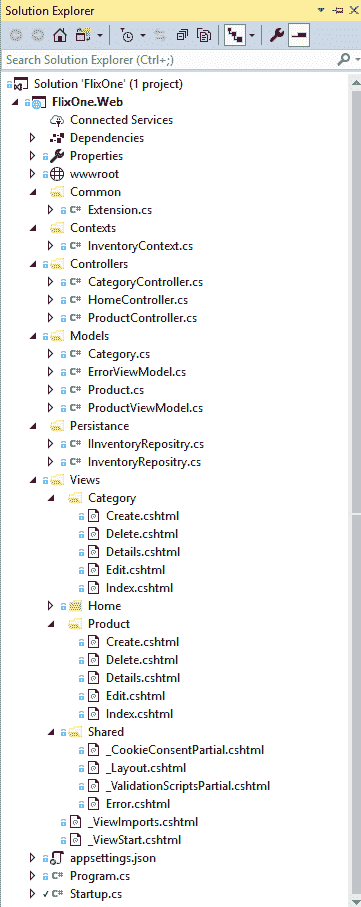 Solution Explorer
Search Solution Explorer (Ctrl+;)
Solution 'FlixOne' (1 project)
FlixOne.Web
Connected Services
Dependencies
Properties
wwwroot
Common
C# Extension.cs
Contexts
C# InventoryContext.cs
Controllers
C# CategoryController.cs
C# HomeController.cs
C# ProductController.cs
Models
C# Category.cs
C# ErrorViewModel.cs
C# Product.cs
C# ProductViewModel.cs
Persistance
C# IInventoryRepositry.cs
C# InventoryRepositry.cs
Views
Category
Create.cshtml
Delete.cshtml
Details.cshtml
Edit.cshtml
Index.cshtml
Home
Product
Create.cshtml
Delete.cshtml
Details.cshtml
Edit.cshtml
Index.cshtml
Shared
_CookieConsentPartial.cshtml
_Layout.cshtml
_ValidationScriptsPartial.cshtml
Error.cshtml
_ViewImports.cshtml
_ViewStart.cshtml
appsettings.json
C# Program.cs
C# Startup.cs